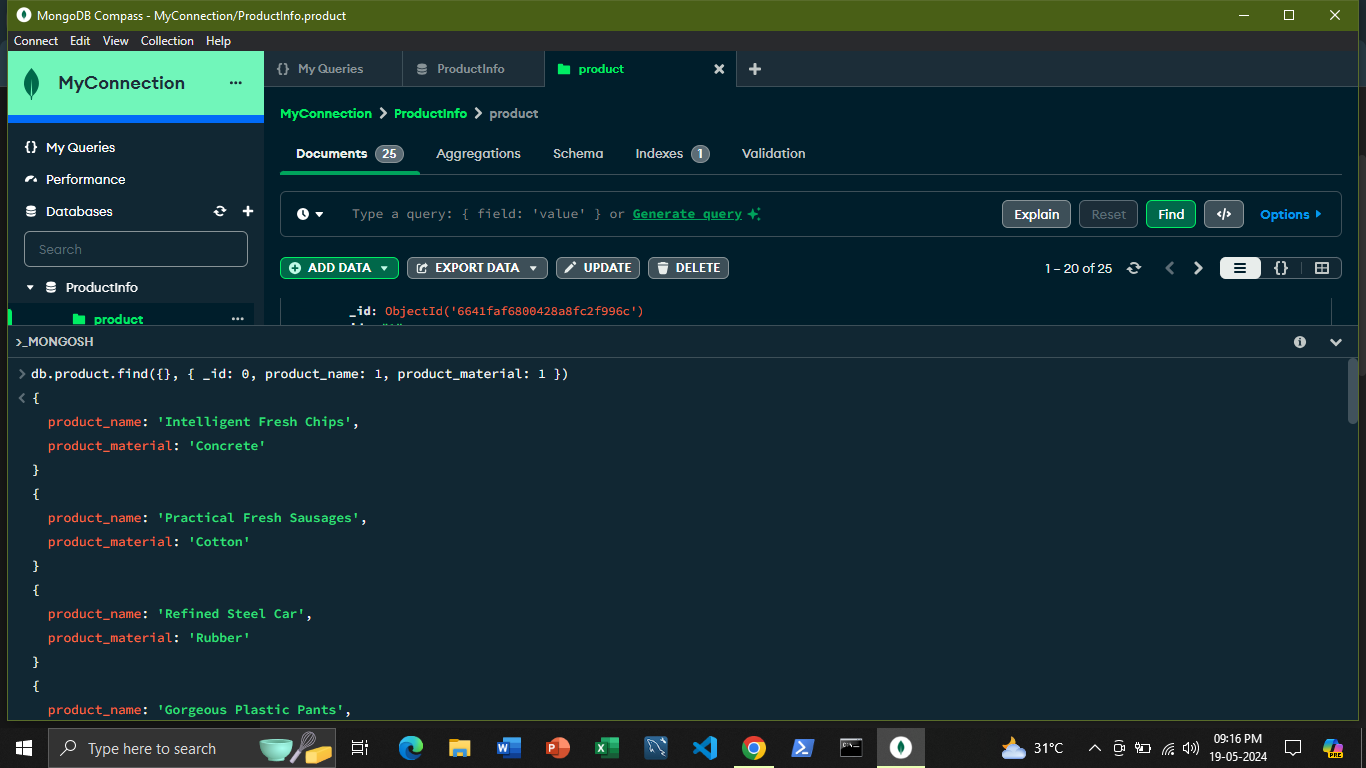 MongoDB Compass - MyConnection/ProductInfo.product
Connect Edit View Collection Help
MyConnection
My Queries
ProductInfo
product
MyConnection > ProductInfo > product
{} My Queries
Performance
Databases
Search
ProductInfo
product
Documents 25 Aggregations Schema Indexes 1 Validation
Type a query: { field: 'value' } or Generate query
Explain Reset Find </> Options
ADD DATA EXPORT DATA UPDATE DELETE
1 – 20 of 25
{}
_id: ObjectId('6641faf6800428a8fc2f996c')
>_MONGOSH
> db.product.find({}, { _id: 0, product_name: 1, product_material: 1 })
< {
product_name: 'Intelligent Fresh Chips',
product_material: 'Concrete'
}
{
product_name: 'Practical Fresh Sausages',
product_material: 'Cotton'
}
{
product_name: 'Refined Steel Car',
product_material: 'Rubber'
}
{
product_name: 'Gorgeous Plastic Pants',
Type here to search
31°C
09:16 PM
19-05-2024